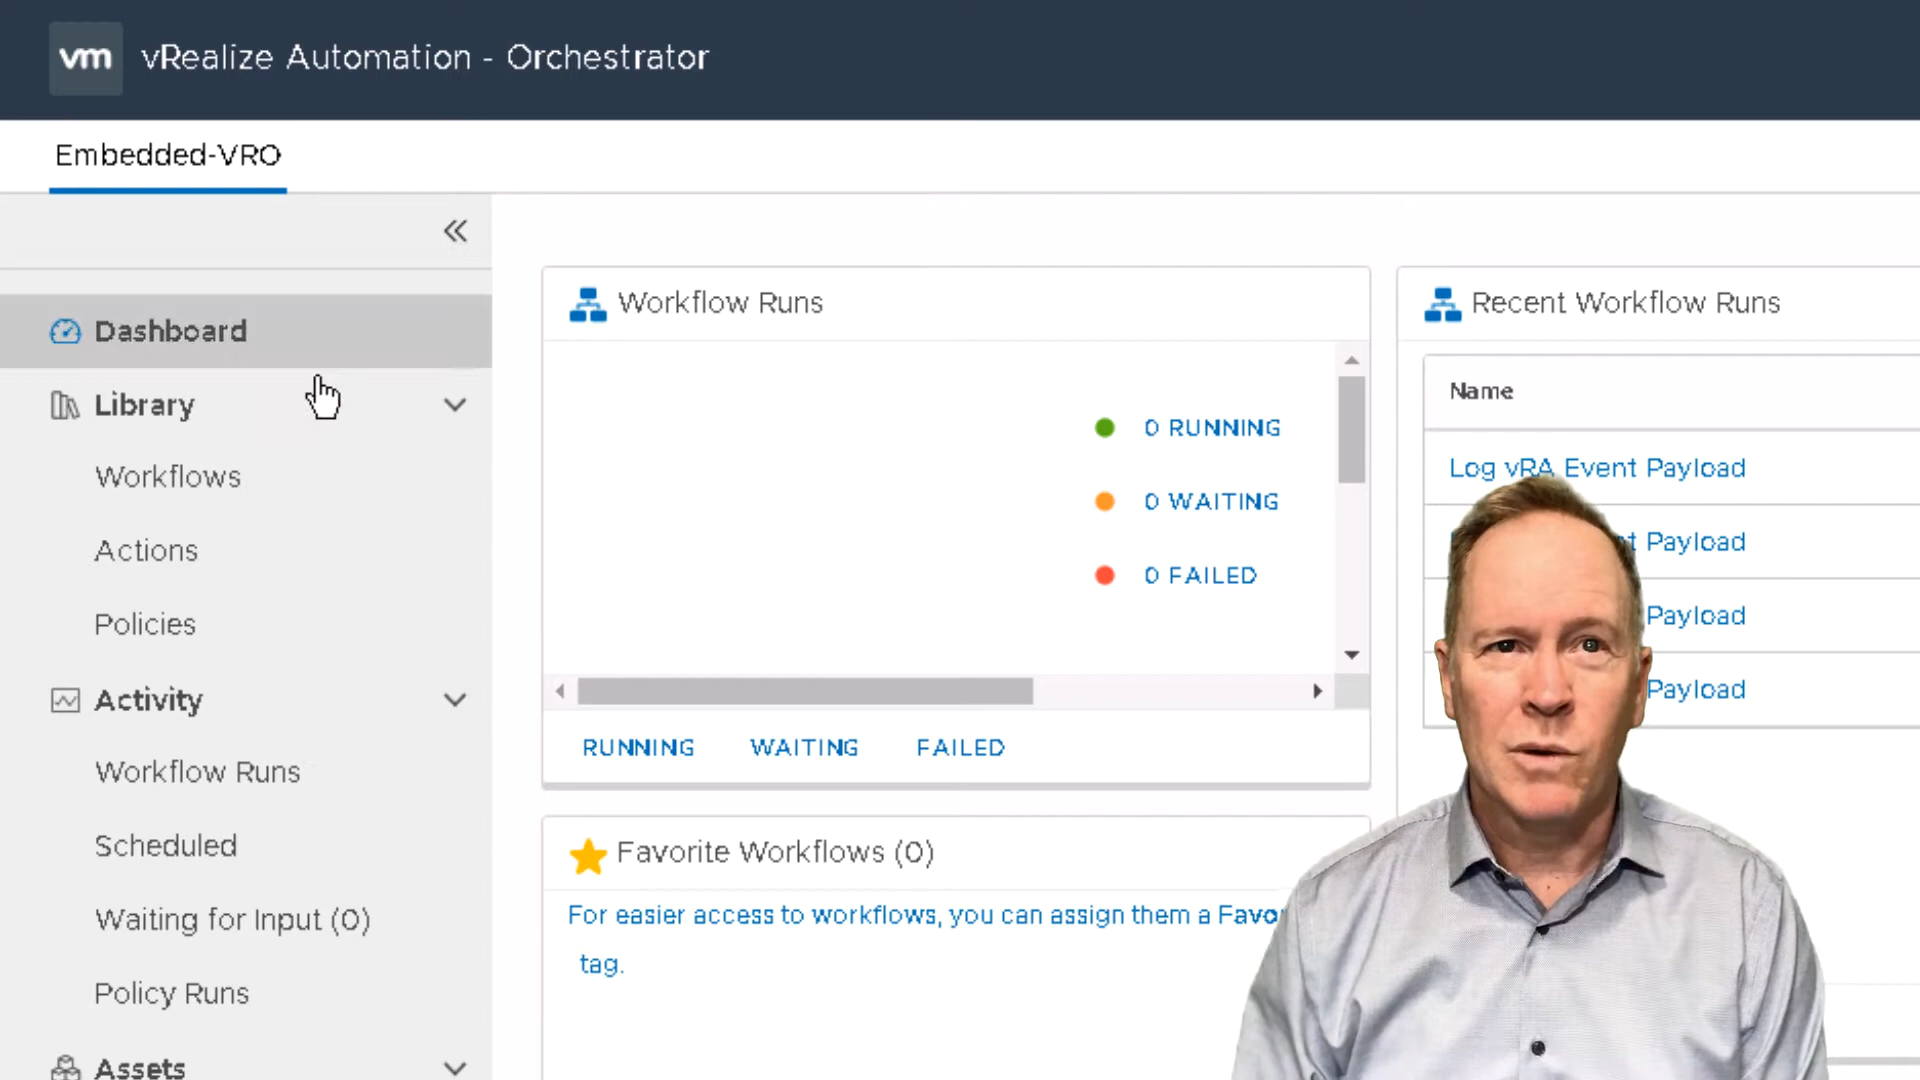 vm vRealize Automation - Orchestrator
Embedded-VRO
Dashboard
Library
Workflows
Actions
Policies
Activity
Workflow Runs
Scheduled
Waiting for Input (0)
Policy Runs
Assets
Workflow Runs
0 RUNNING
0 WAITING
0 FAILED
RUNNING WAITING FAILED
Favorite Workflows (0)
For easier access to workflows, you can assign them a
tag.
Recent Workflow Runs
Name
Log vRA Event Payload
Payload
Payload
Payload